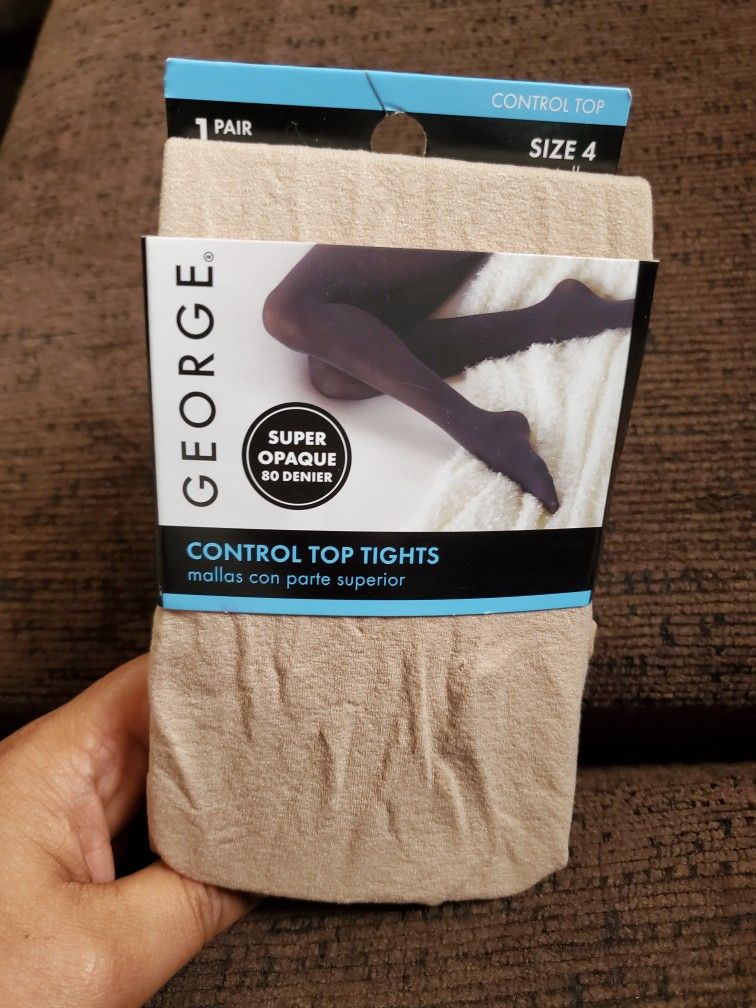 CONTROL TOP
1 PAIR
SIZE 4
GEORGE®
SUPER
OPAQUE
80 DENIER
CONTROL TOP TIGHTS
mallas con parte superior